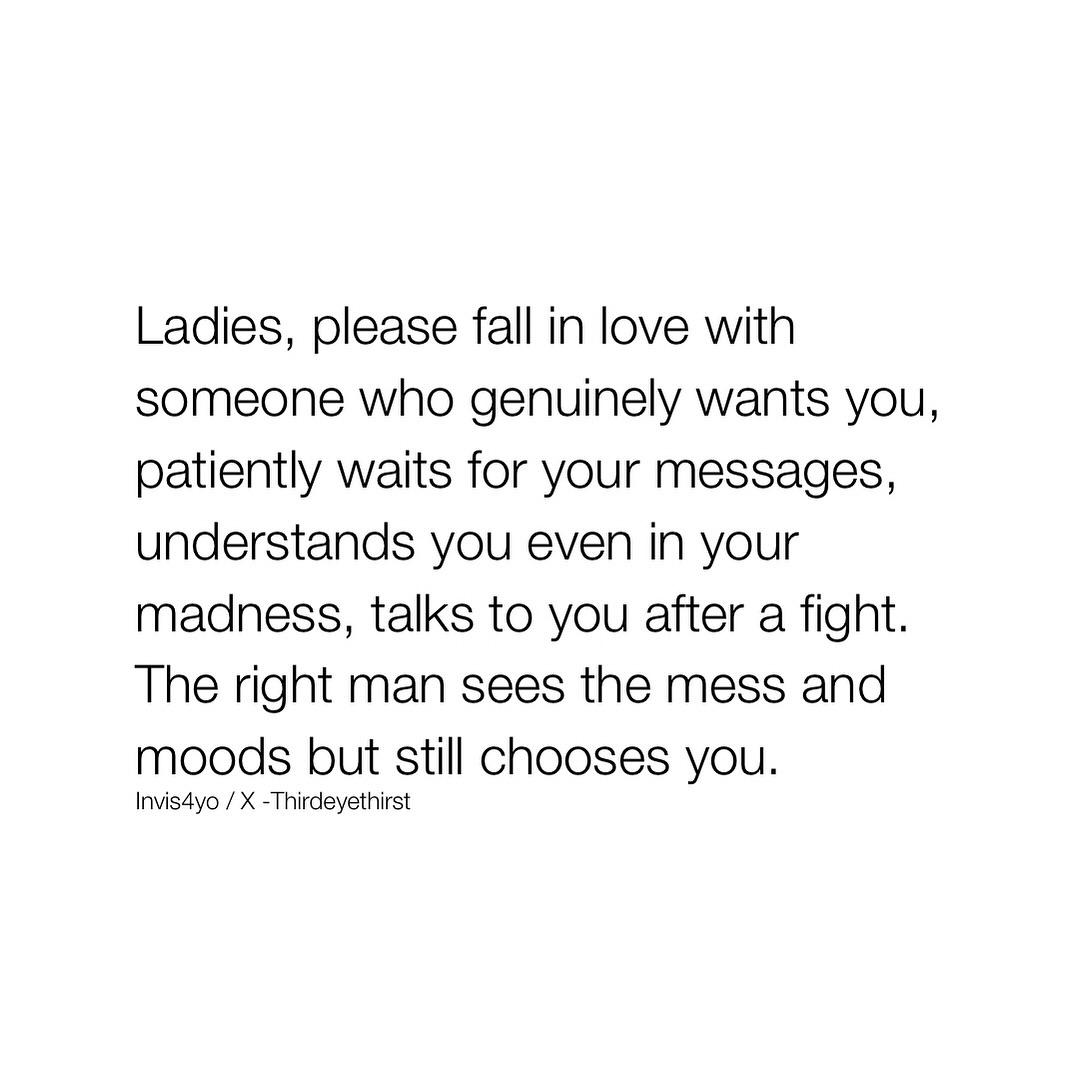 Ladies, please fall in love with
someone who genuinely wants you,
patiently waits for your messages,
understands you even in your
madness, talks to you after a fight.
The right man sees the mess and
moods but still chooses you.
Invis4yo / X -Thirdeyethirst